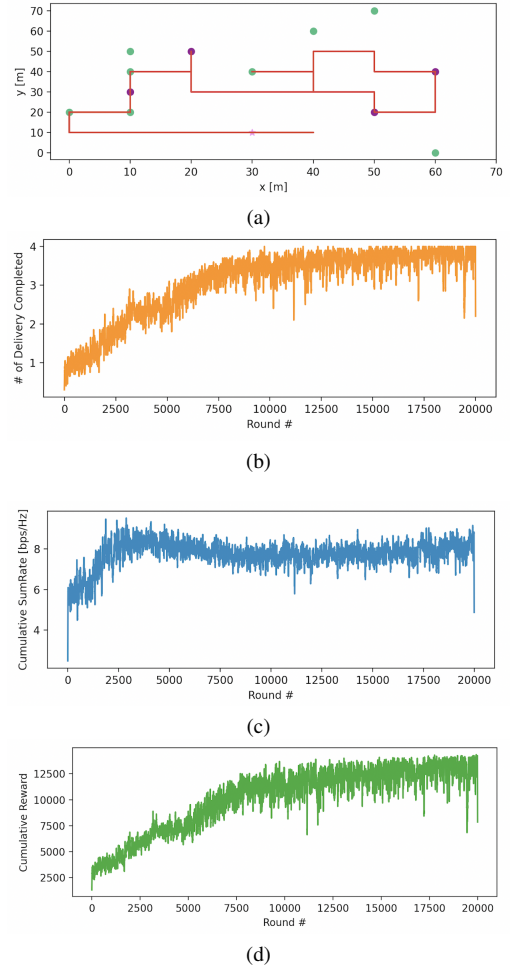 70
60
50
40
30
20
10
0
y [m]
0 10 20 30 40 50 60 70
x [m]
(a)
4
3
2
1
# of Delivery Completed
0 2500 5000 7500 10000 12500 15000 17500 20000
Round #
(b)
8
6
4
Cumulative SumRate [bps/Hz]
0 2500 5000 7500 10000 12500 15000 17500 20000
Round #
(c)
12500
10000
7500
5000
2500
Cumulative Reward
0 2500 5000 7500 10000 12500 15000 17500 20000
Round #
(d)